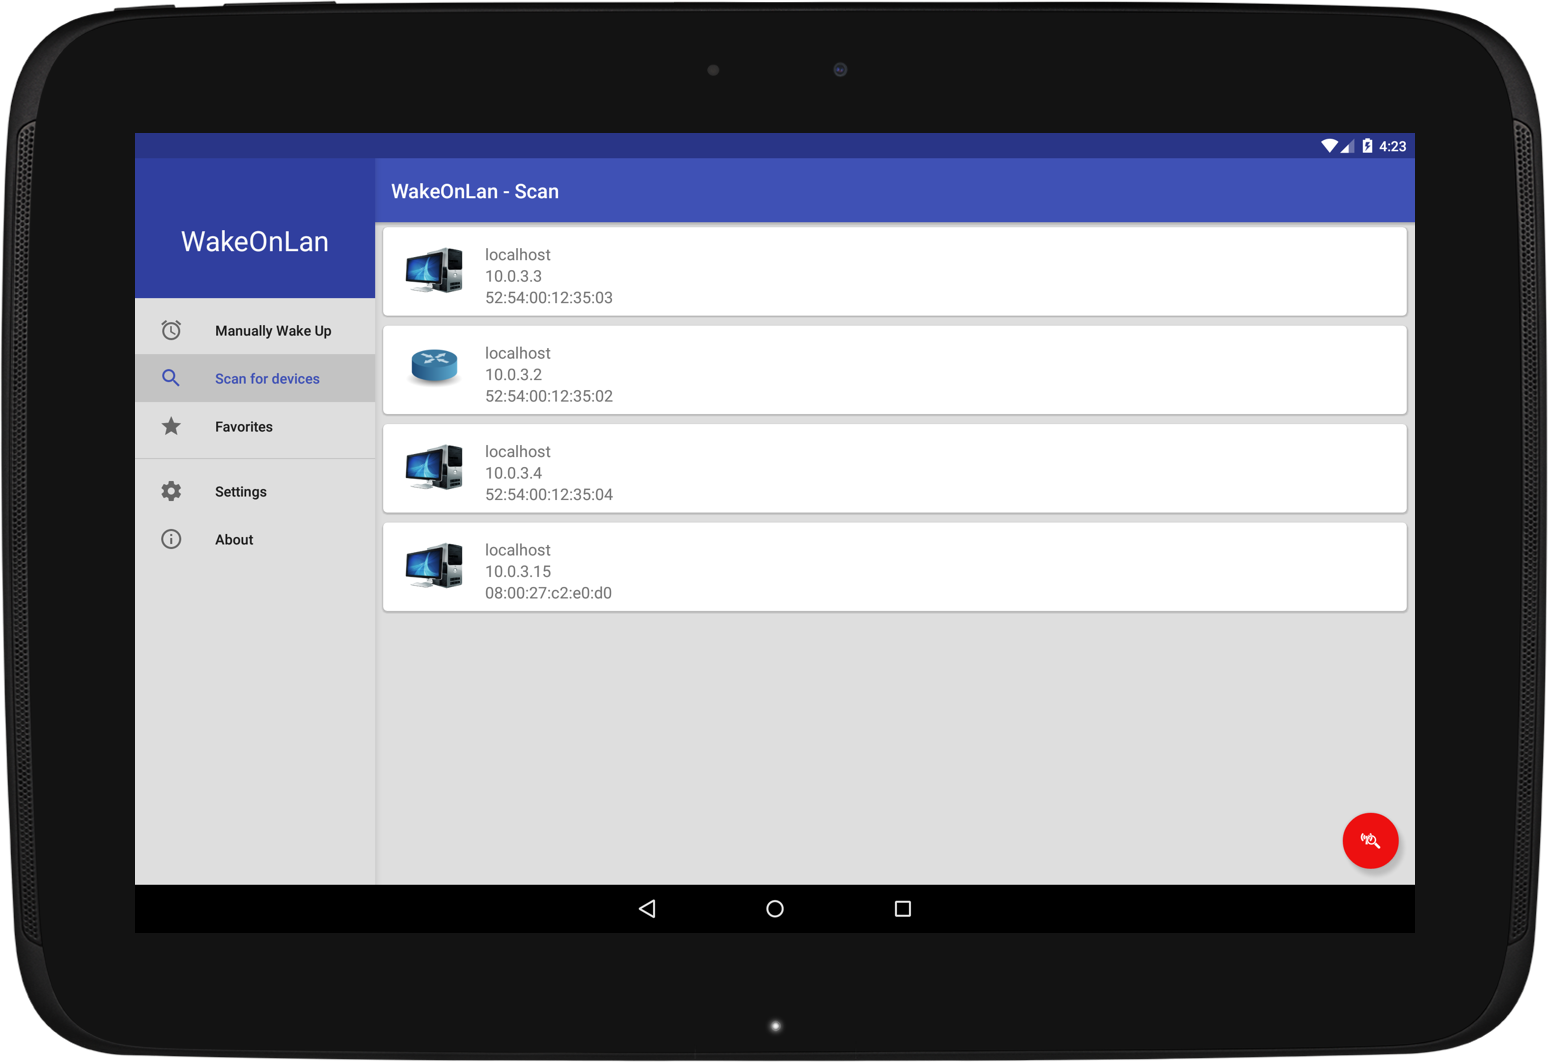 4:23
WakeOnLan
WakeOnLan - Scan
Manually Wake Up
Scan for devices
Favorites
Settings
About
localhost
10.0.3.3
52:54:00:12:35:03
localhost
10.0.3.2
52:54:00:12:35:02
localhost
10.0.3.4
52:54:00:12:35:04
localhost
10.0.3.15
08:00:27:c2:e0:d0